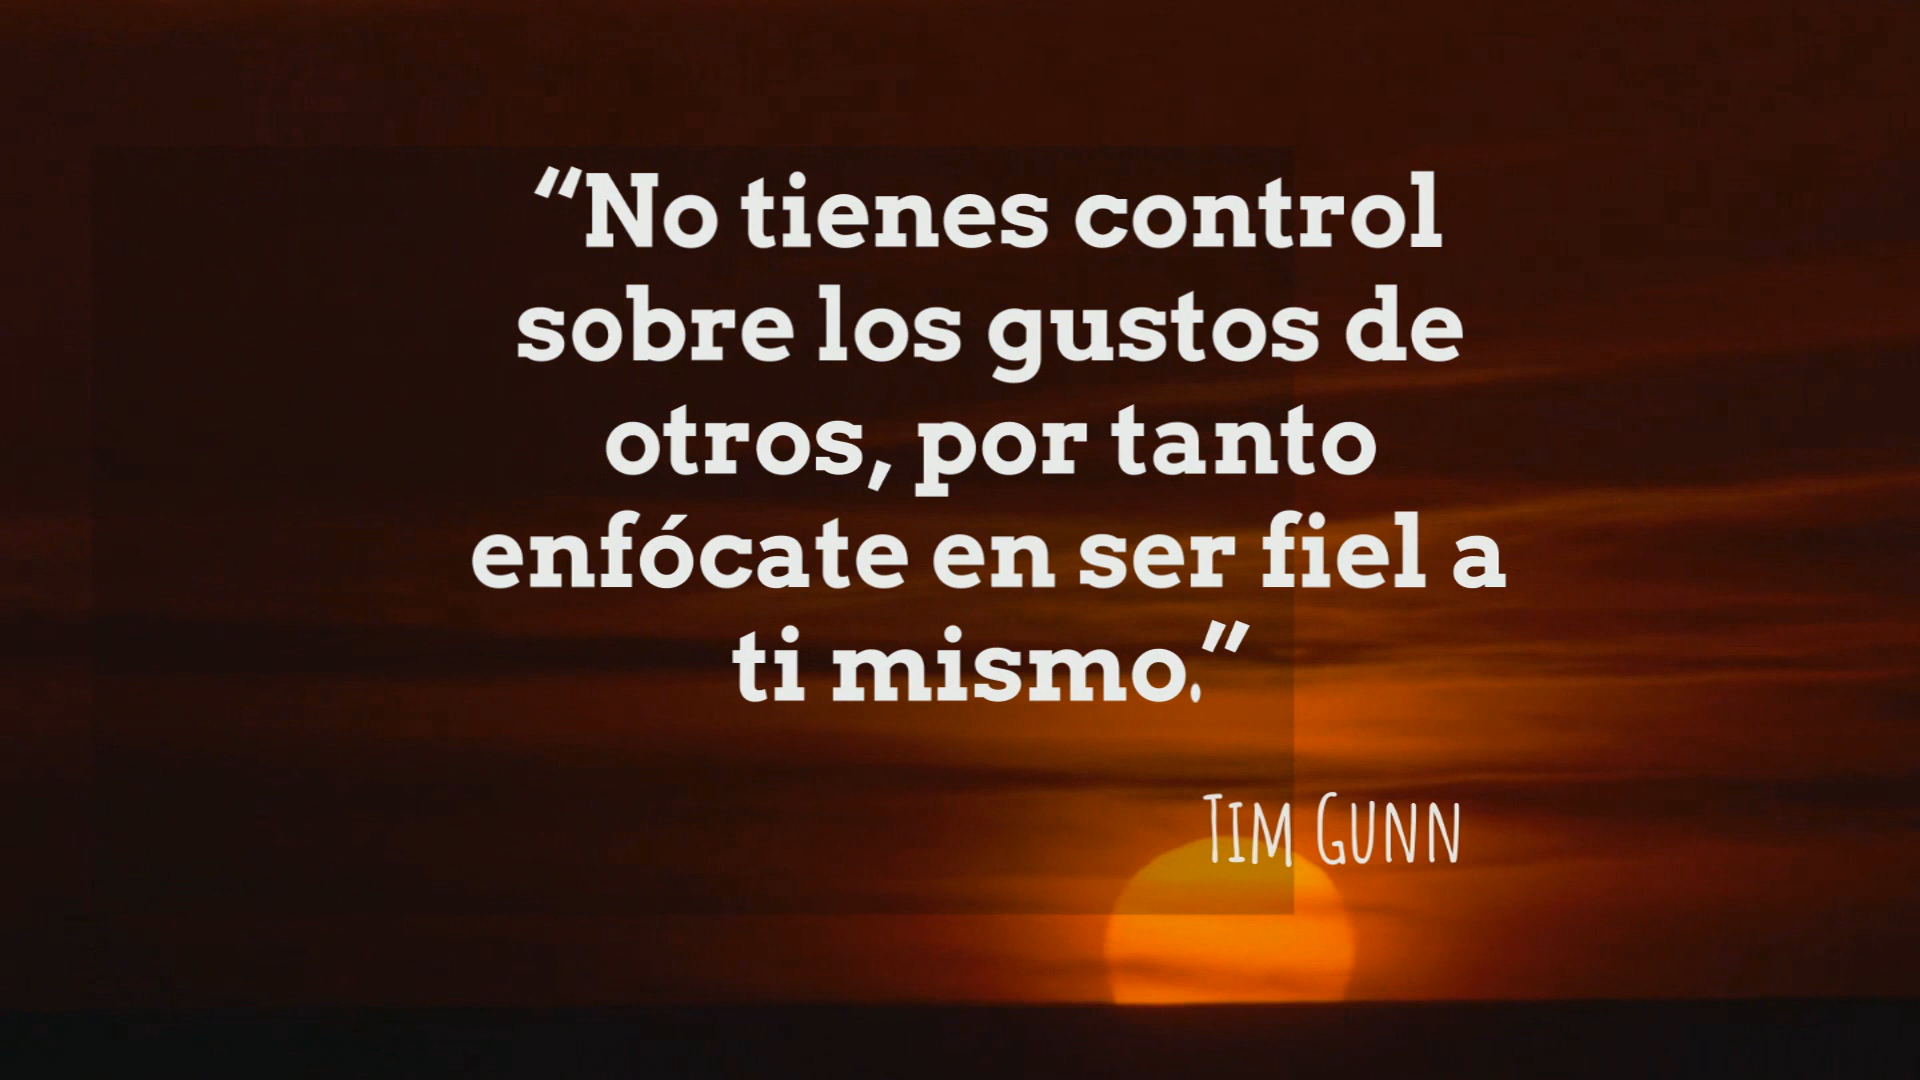 “No tienes control
sobre los gustos de
otros, por tanto
enfócate en ser fiel a
ti mismo.”
Tim Gunn